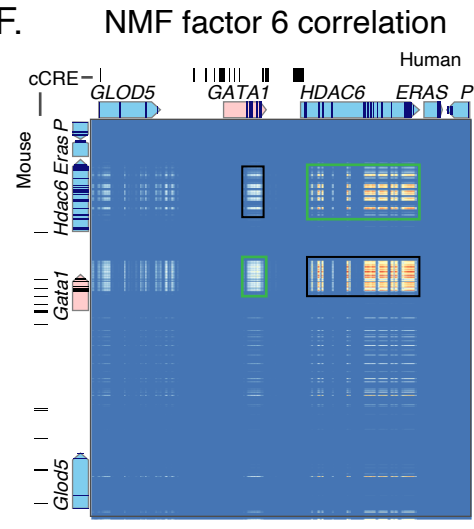 F. NMF factor 6 correlation
Human
cCRE
GLOD5 GATA1 HDAC6 ERAS P
Mouse
Hdac6 Eras P
Gata1
Glod5